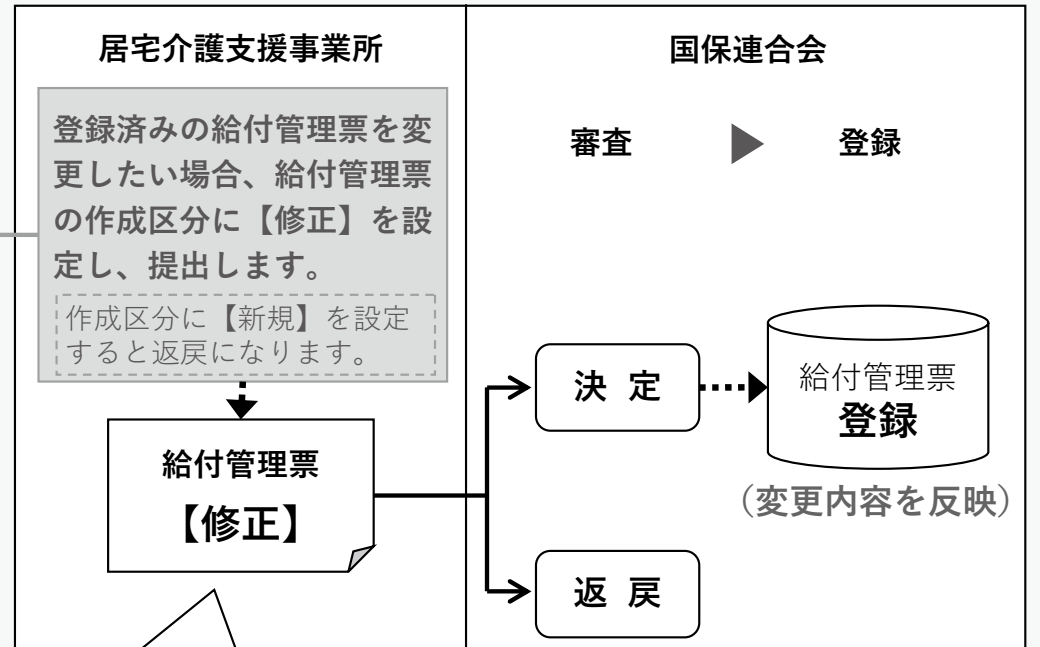 居宅介護支援事業所
国保連合会
登録済みの給付管理票を変
更したい場合、給付管理票
の作成区分に【修正】を設
定し、提出します。
作成区分に【新規】を設定
すると返戻になります。
審査
登録
給付管理票
【修正】
決 定
給付管理票
登録
（変更内容を反映）
返 戻